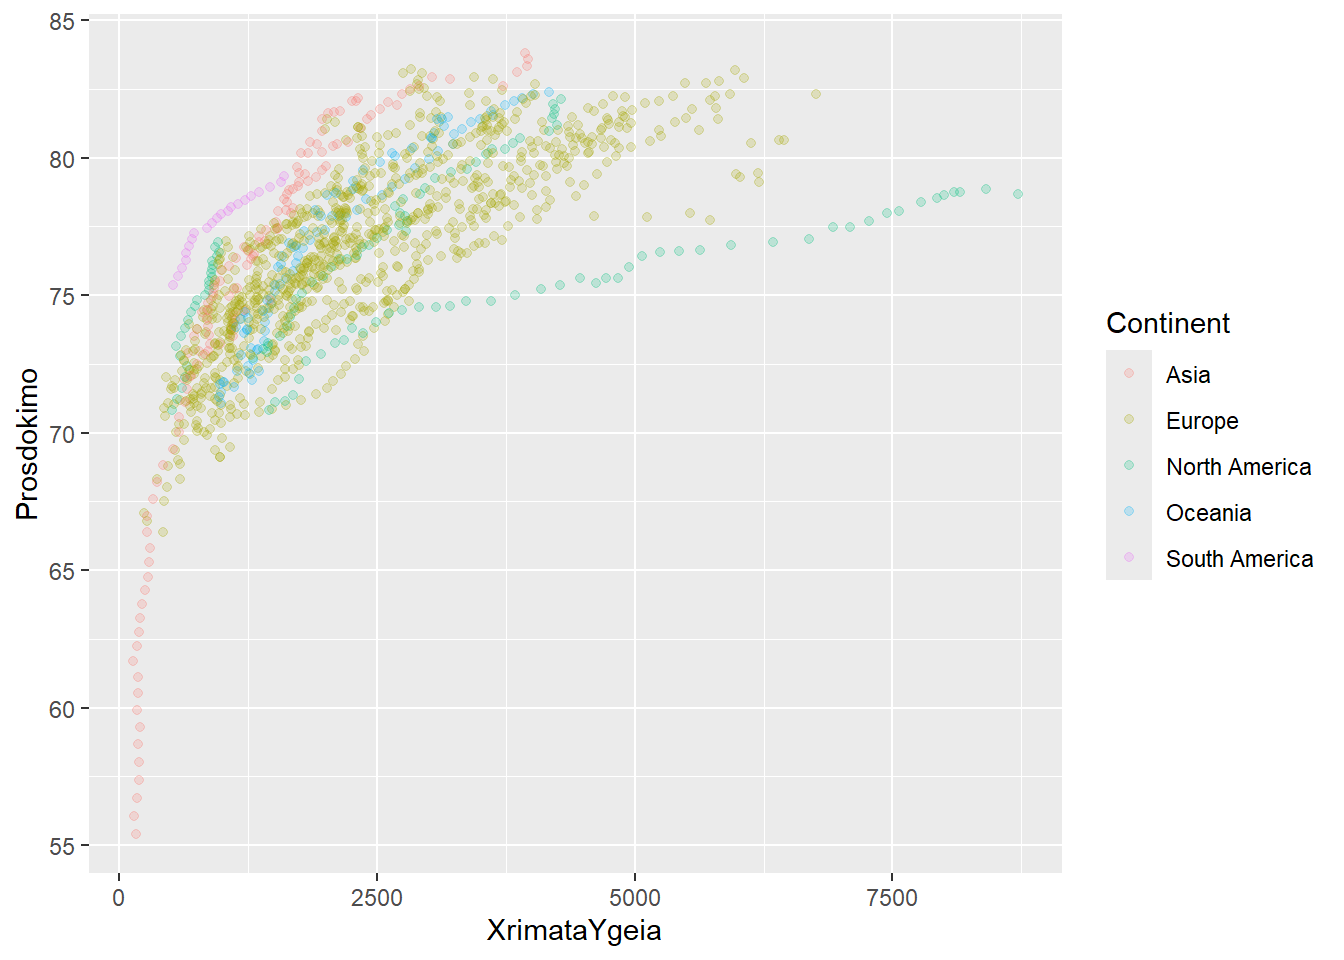 85
80
75
70
65
60
55
Prosdokimo
0 2500 5000 7500
XrimataYgeia
Continent
Asia
Europe
North America
Oceania
South America